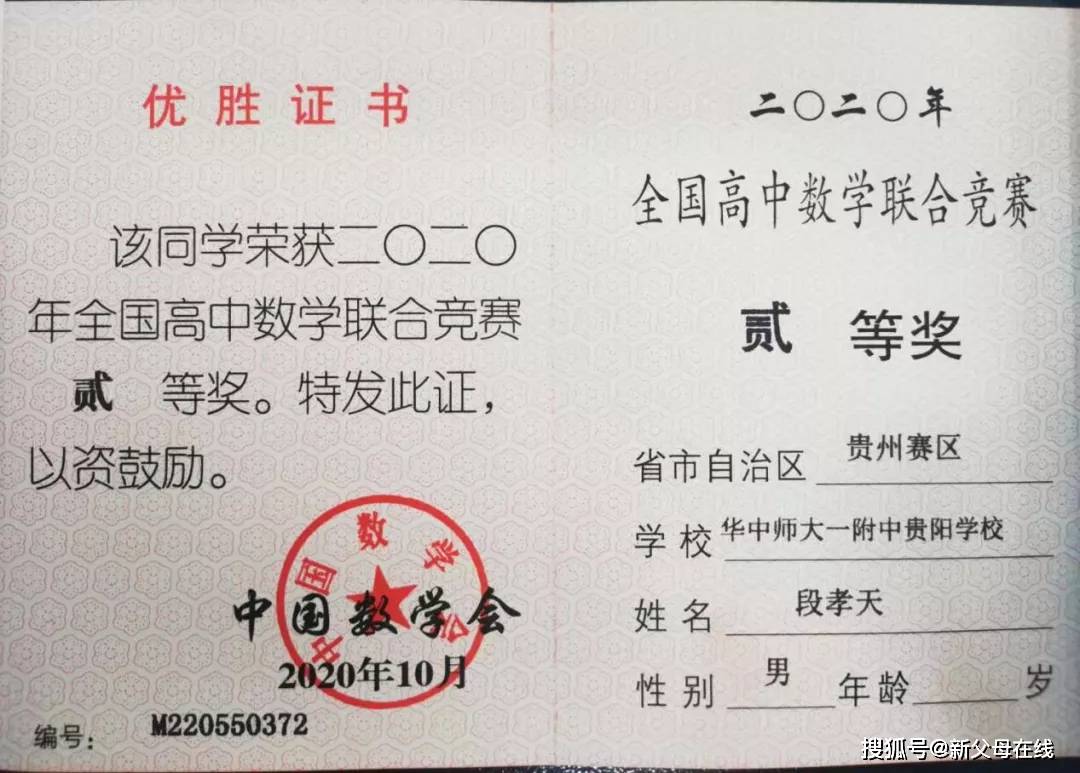 优胜证书
该同学荣获二〇二〇
年全国高中数学联合竞赛
贰 等奖。特发此证，
以资鼓励。
中国数学会
中国数学会
2020年10月
编号：M220550372
二〇二〇年
全国高中数学联合竞赛
贰 等奖
省市自治区 贵州赛区
学校 华中师大一附中贵阳学校
姓名 段孝天
性别 男 年龄 岁
搜狐号@新父母在线